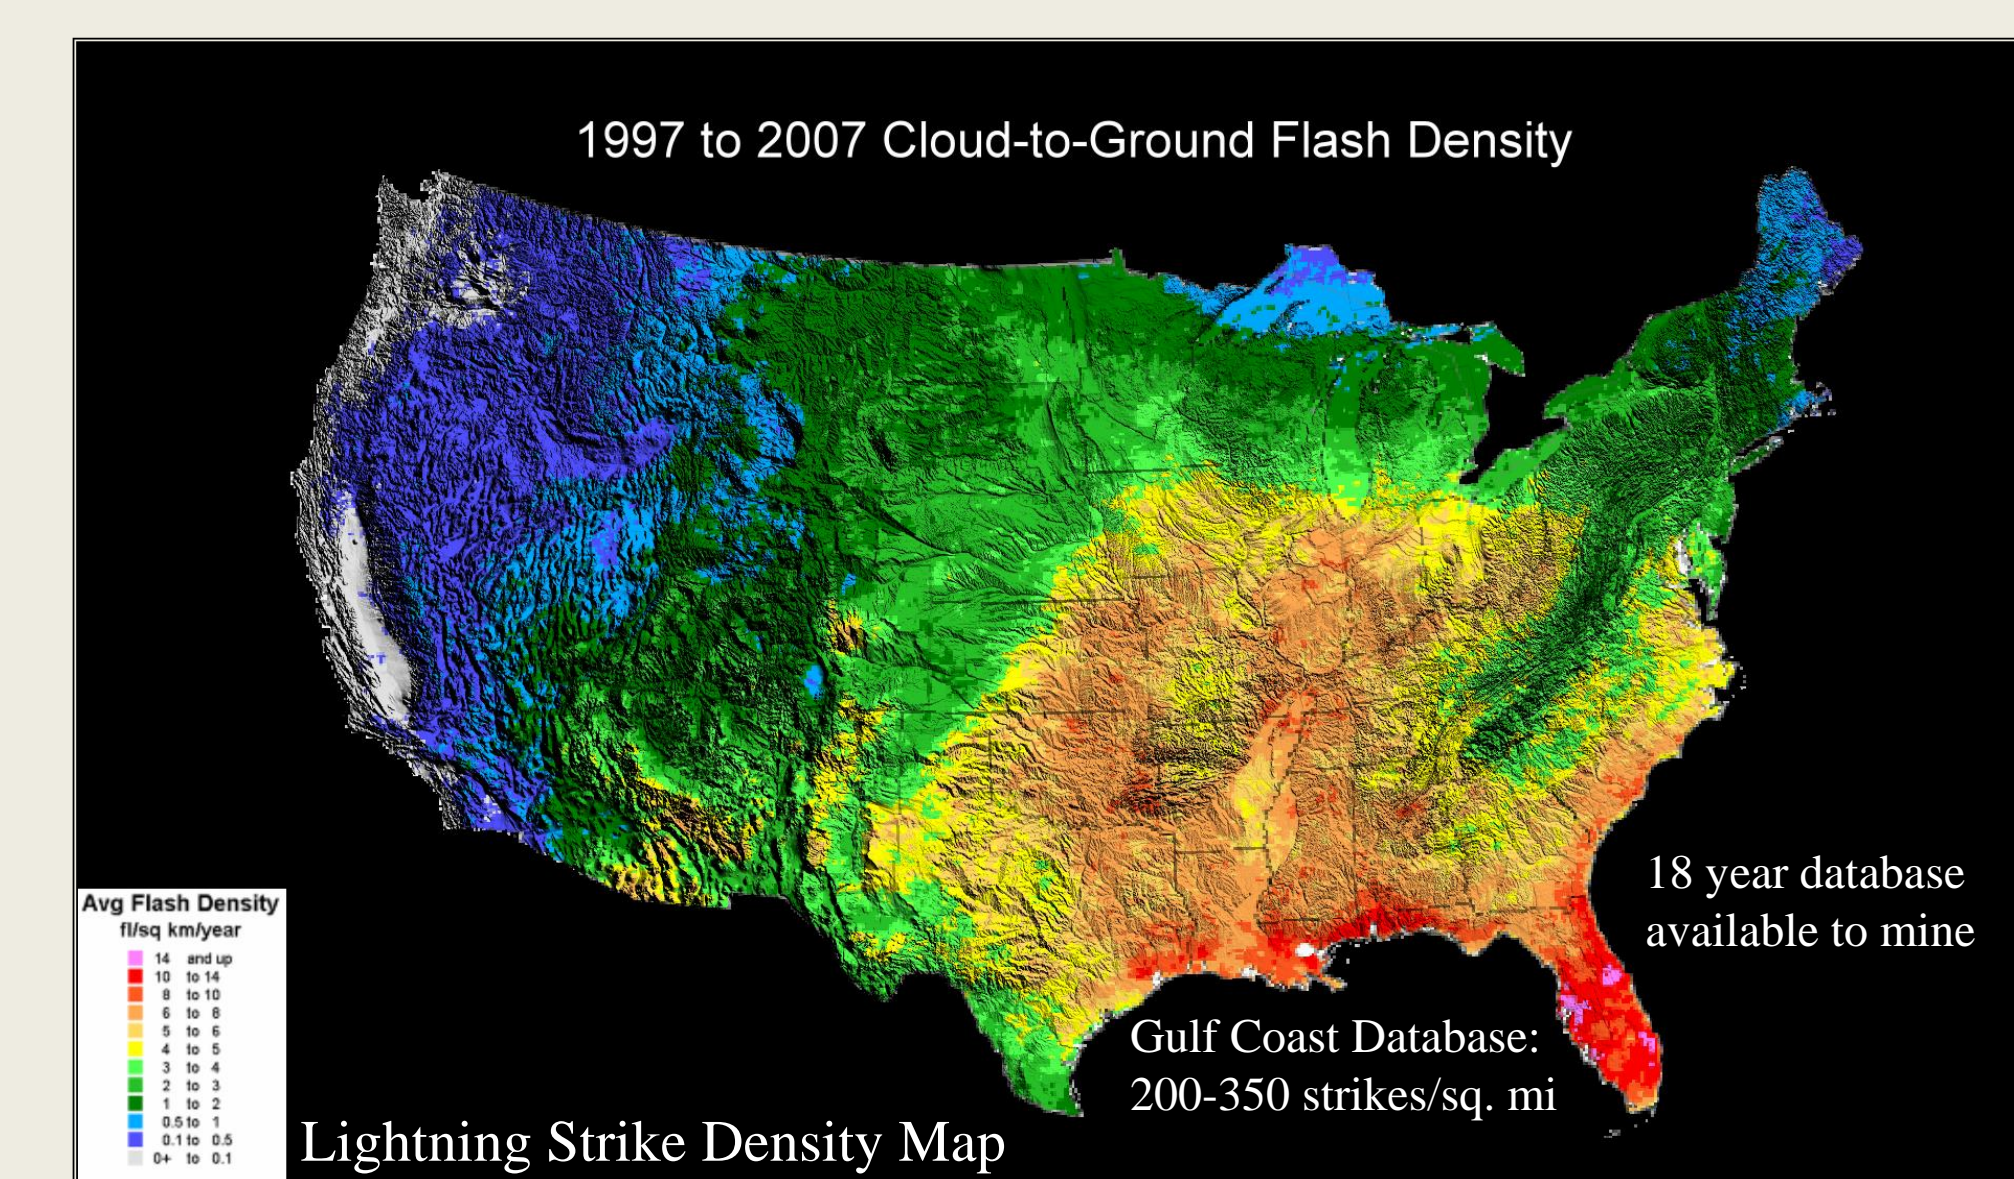 1997 to 2007 Cloud-to-Ground Flash Density
18 year database
available to mine
Gulf Coast Database:
200-350 strikes/sq. mi
Lightning Strike Density Map
Avg Flash Density
fl/sq km/year
14 and up
10 to 14
8 to 10
6 to 8
5 to 6
4 to 5
3 to 4
2 to 3
1 to 2
0.5 to 1
0.1 to 0.5
0+ to 0.1